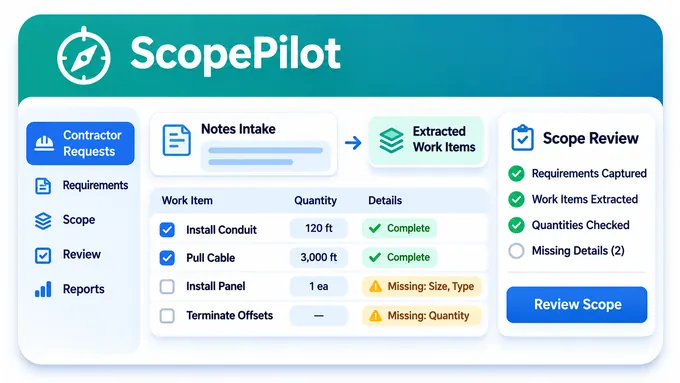 ScopePilot
Contractor
Requests
Requirements
Scope
Review
Reports
Notes Intake
Extracted
Work Items
Work Item Quantity Details
Install Conduit 120 ft Complete
Pull Cable 3,000 ft Complete
Install Panel 1 ea Missing: Size, Type
Terminate Offsets — Missing: Quantity
Scope Review
Requirements Captured
Work Items Extracted
Quantities Checked
Missing Details (2)
Review Scope